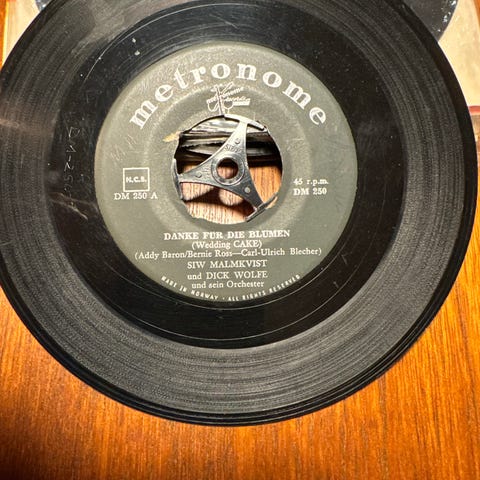 metronome
N.C.B.
DM 250 A
45 r.p.m.
DM 250
DANKE FÜR DIE BLUMEN
(Wedding CAKE)
(Addy Baron/Bernie Ross—Carl-Ulrich Blecher)
SIW MALMKVIST
und DICK WOLFE
und sein Orchester
MADE IN NORWAY - ALL RIGHTS RESERVED